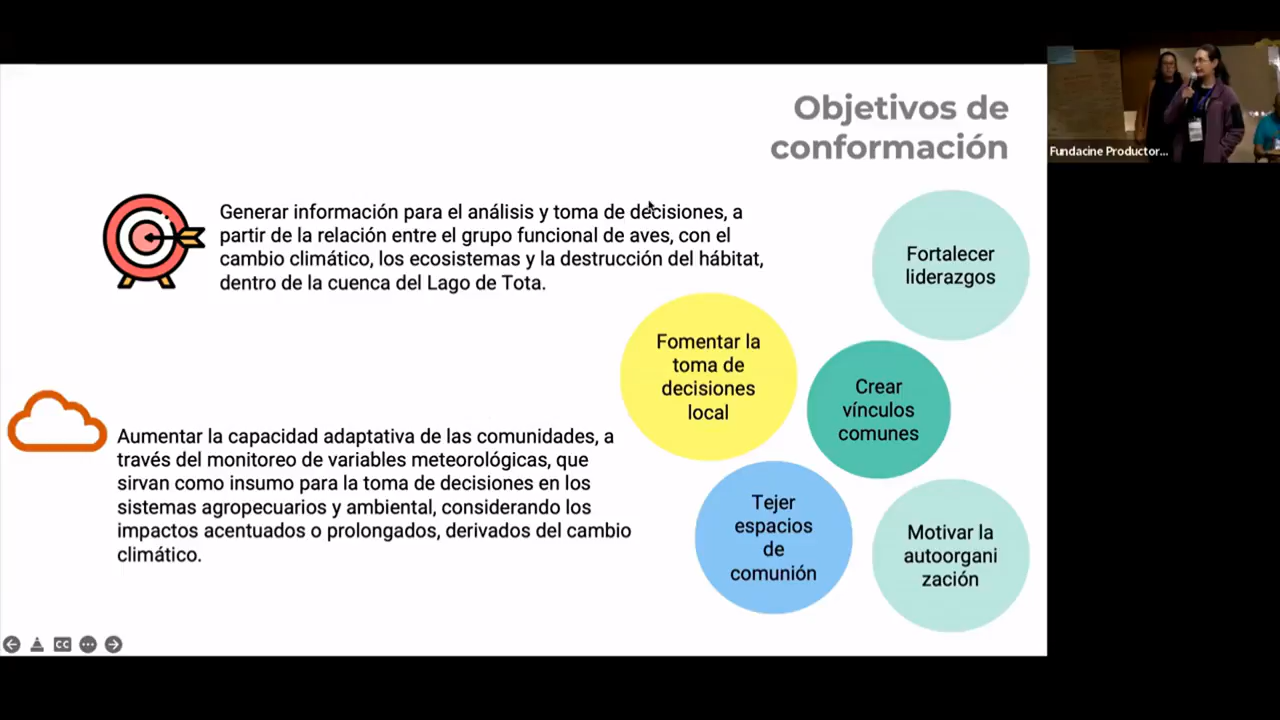 Objetivos de
conformación
Generar información para el análisis y toma de decisiones, a
partir de la relación entre el grupo funcional de aves, con el
cambio climático, los ecosistemas y la destrucción del hábitat,
dentro de la cuenca del Lago de Tota.
Aumentar la capacidad adaptativa de las comunidades, a
través del monitoreo de variables meteorológicas, que
sirvan como insumo para la toma de decisiones en los
sistemas agropecuarios y ambiental, considerando los
impactos acentuados o prolongados, derivados del cambio
climático.
Fortalecer
liderazgos
Fomentar la
toma de
decisiones
local
Crear
vínculos
comunes
Tejer
espacios
de
comunión
Motivar la
autoorgani
zación
Fundacine Productor...
CC